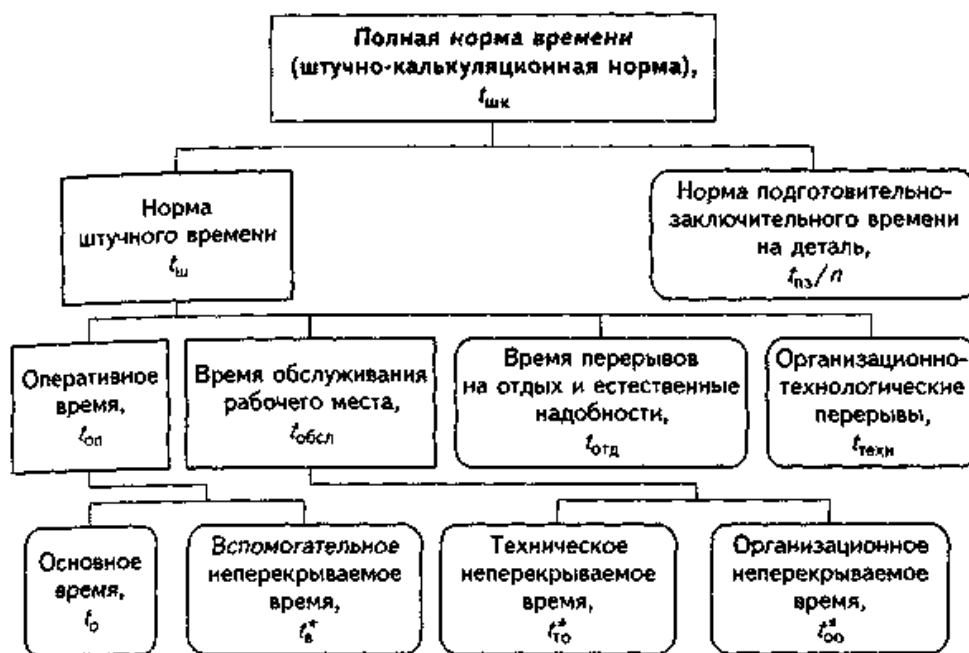 Полная норма времени
(штучно-калькуляционная норма),
tшк
Норма
штучного времени
tш
Норма подготовительно-
заключительного времени
на деталь,
tпз/n
Оперативное
время,
tоп
Время обслуживания
рабочего места,
tобсл
Время перерывов
на отдых и естественные
надобности,
tотд
Организационно-
технологические
перерывы,
tтехн
Основное
время,
tо
Вспомогательное
неперекрываемое
время,
tв*
Техническое
неперекрываемое
время,
tто*
Организационное
неперекрываемое
время,
tоо*